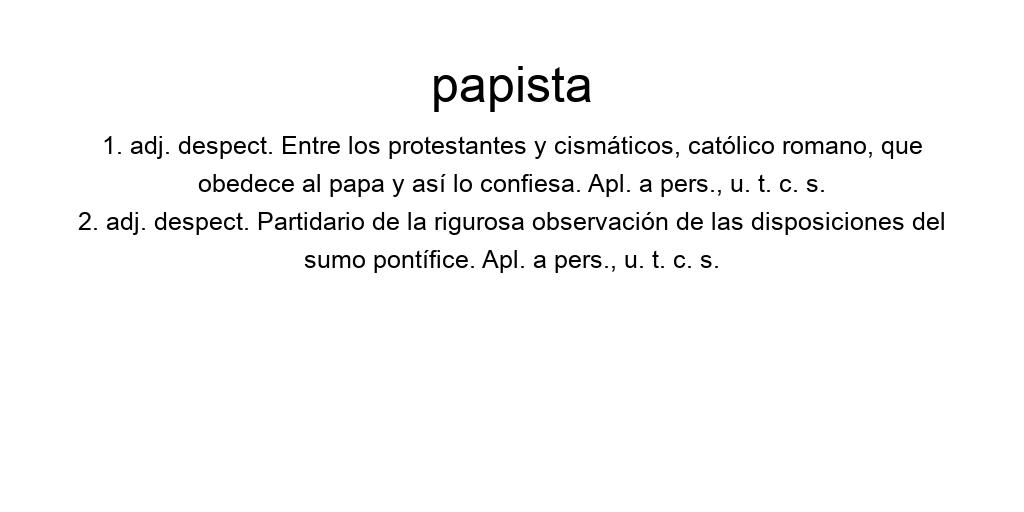 papista
1. adj. despect. Entre los protestantes y cismáticos, católico romano, que
obedece al papa y así lo confiesa. Apl. a pers., u. t. c. s.
2. adj. despect. Partidario de la rigurosa observación de las disposiciones del
sumo pontífice. Apl. a pers., u. t. c. s.